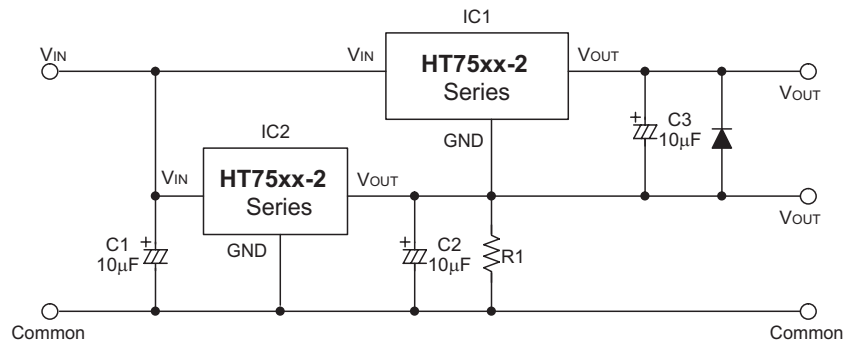 IC1
VIN
VIN
HT75xx-2
Series
VOUT
VOUT
GND
C3
10μF
IC2
VIN
HT75xx-2
Series
VOUT
VOUT
GND
C1
10μF
C2
10μF
R1
Common
Common